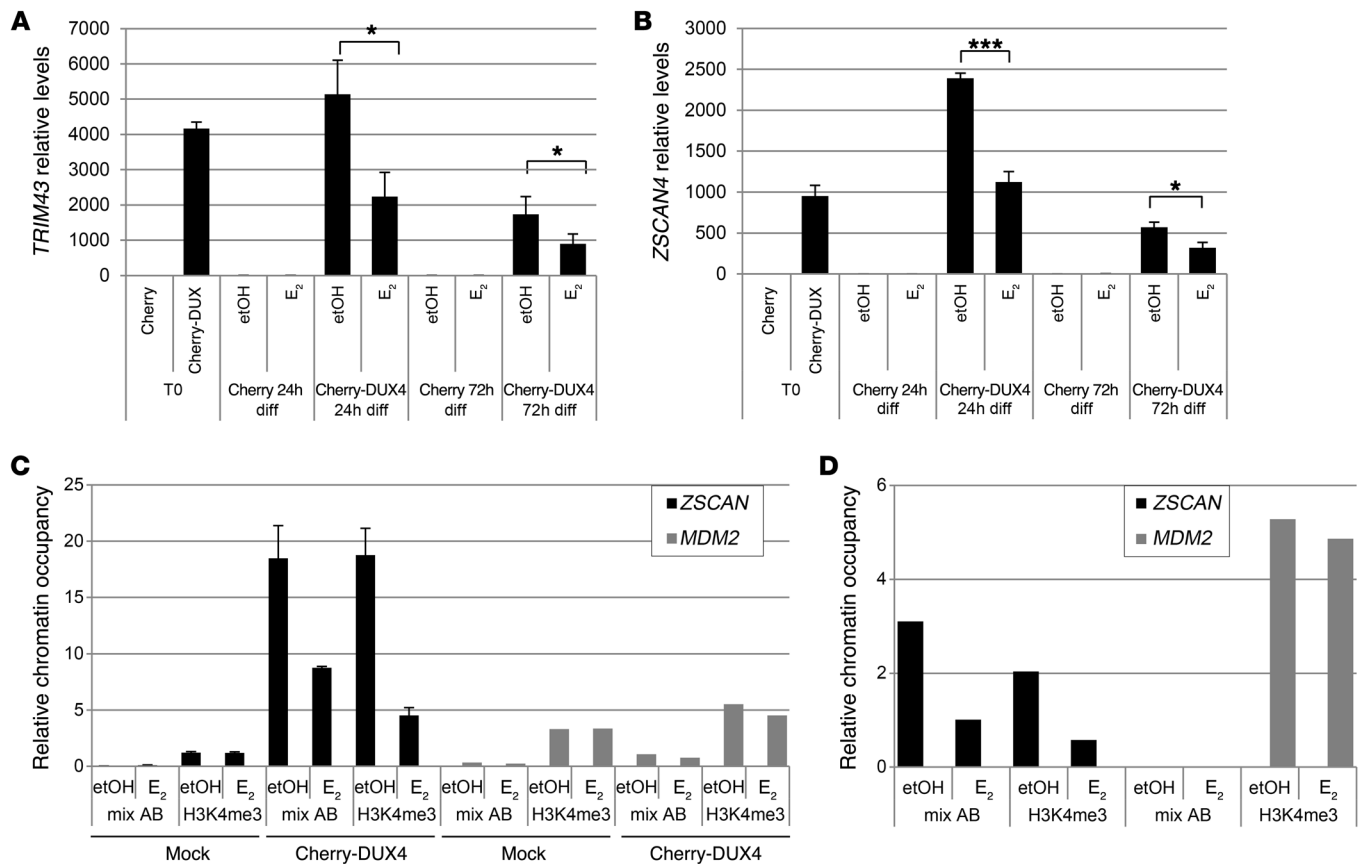 A
TRIM43 relative levels
7000
6000
5000
4000
3000
2000
1000
0
*
*
Cherry
Cherry-DUX
etOH
E2
etOH
E2
etOH
E2
etOH
E2
T0
Cherry 24h diff
Cherry-DUX4 24h diff
Cherry 72h diff
Cherry-DUX4 72h diff
B
ZSCAN4 relative levels
3000
2500
2000
1500
1000
500
0
***
*
Cherry
Cherry-DUX
etOH
E2
etOH
E2
etOH
E2
etOH
E2
T0
Cherry 24h diff
Cherry-DUX4 24h diff
Cherry 72h diff
Cherry-DUX4 72h diff
C
Relative chromatin occupancy
25
20
15
10
5
0
ZSCAN
MDM2
etOH E2 etOH E2 etOH E2 etOH E2 etOH E2 etOH E2 etOH E2 etOH E2
mix AB H3K4me3 mix AB H3K4me3 mix AB H3K4me3 mix AB H3K4me3
Mock Cherry-DUX4 Mock Cherry-DUX4
D
Relative chromatin occupancy
6
4
2
0
ZSCAN
MDM2
etOH E2 etOH E2 etOH E2 etOH E2
mix AB H3K4me3 mix AB H3K4me3